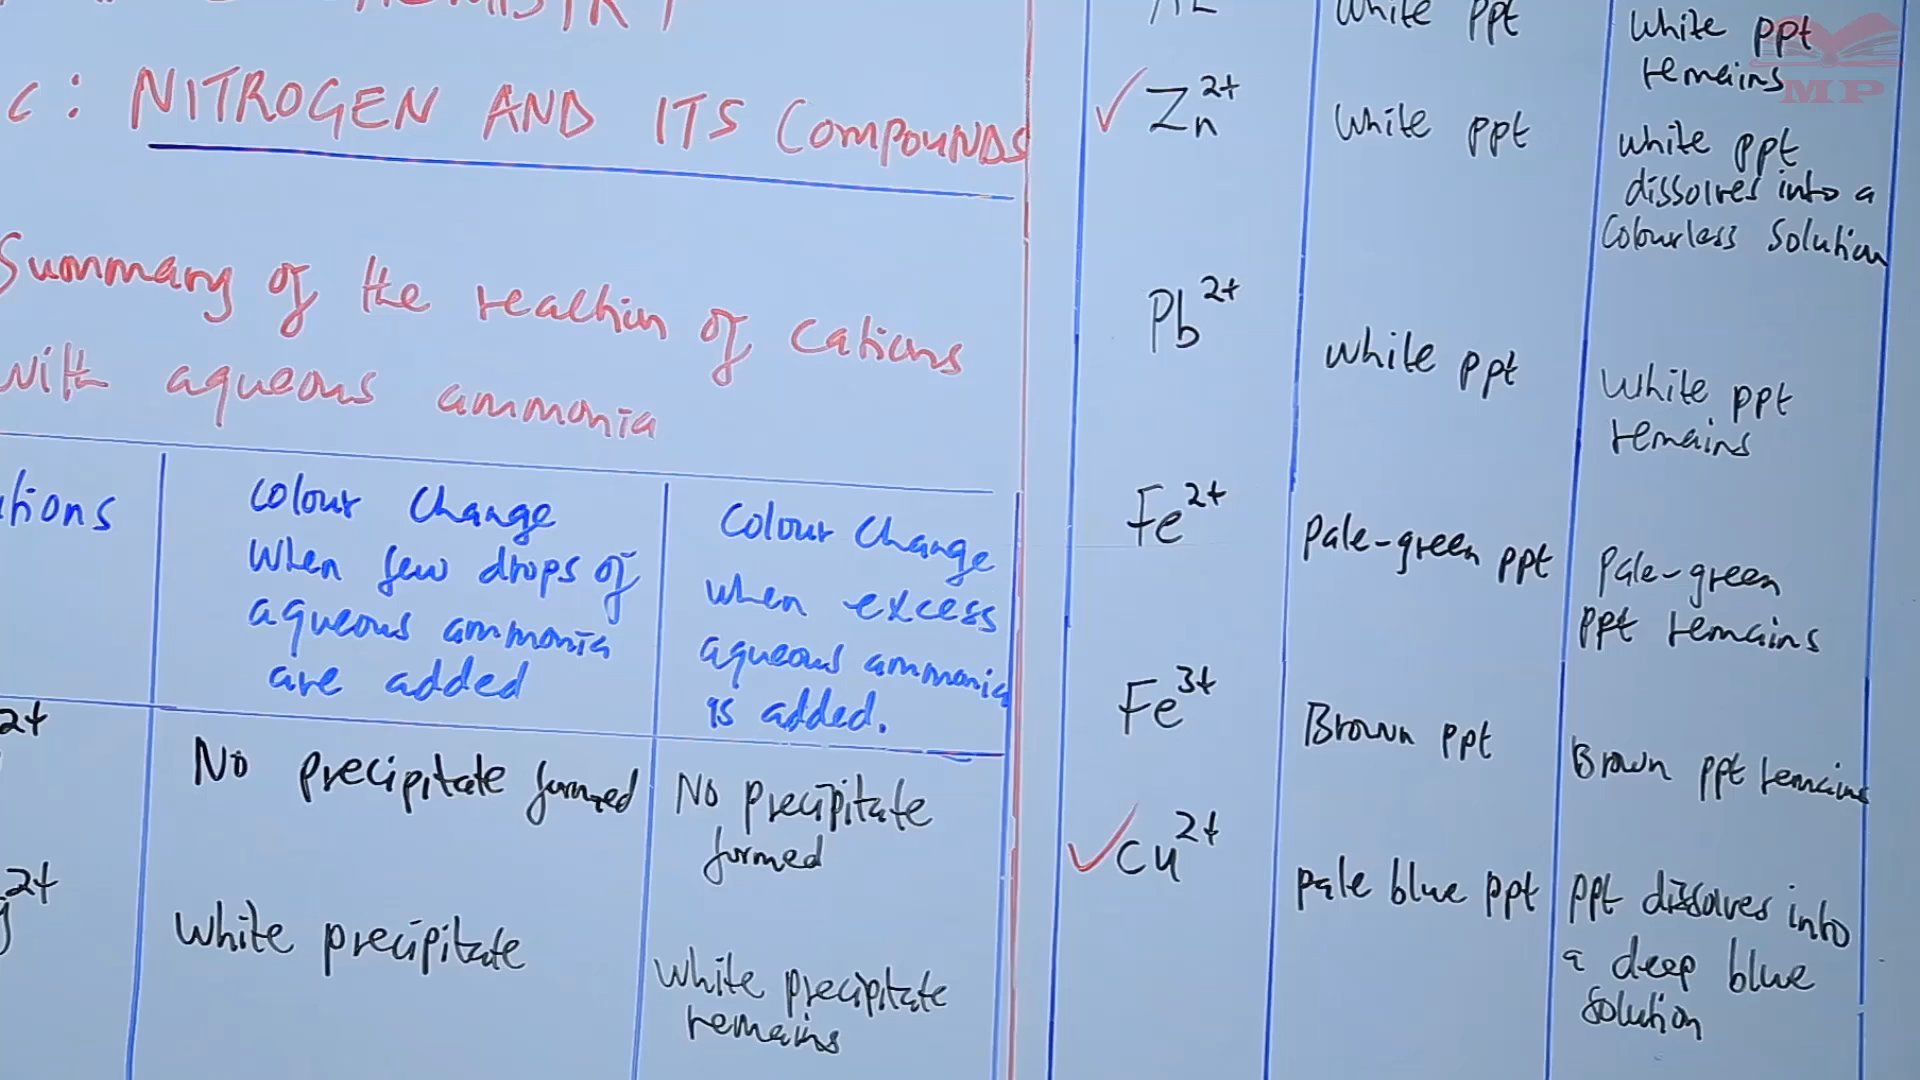 CHEMISTRY
C: NITROGEN AND ITS COMPOUNDS
Summary of the reaction of cations
with aqueous ammonia
Colour Change
when few drops of
aqueous ammonia
are added
Colour Change
when excess
aqueous ammonia
is added.
2+
No precipitate formed
No precipitate
formed
2+
White precipitate
White precipitate
remains
White ppt
White ppt
remains
Zn2+
White ppt
white ppt
dissolves into a
Colourless Solution
Pb2+
white ppt
White ppt
remains
Fe2+
Pale-green ppt
Pale-green
ppt remains
Fe3+
Brown ppt
Brown ppt remains
Cu2+
pale blue ppt
ppt dissolves into
a deep blue
solution
MP